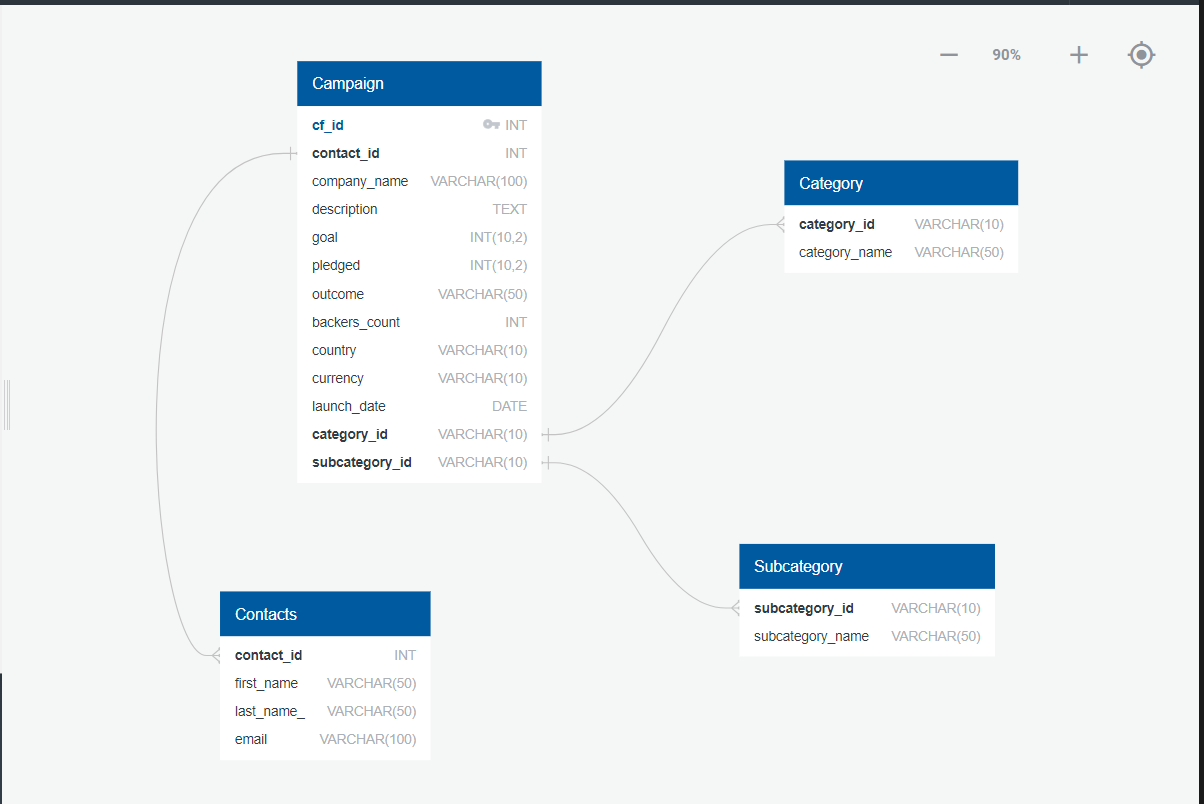 90%
Campaign
cf_id INT
contact_id INT
company_name VARCHAR(100)
description TEXT
goal INT(10,2)
pledged INT(10,2)
outcome VARCHAR(50)
backers_count INT
country VARCHAR(10)
currency VARCHAR(10)
launch_date DATE
category_id VARCHAR(10)
subcategory_id VARCHAR(10)
Category
category_id VARCHAR(10)
category_name VARCHAR(50)
Subcategory
subcategory_id VARCHAR(10)
subcategory_name VARCHAR(50)
Contacts
contact_id INT
first_name VARCHAR(50)
last_name_ VARCHAR(50)
email VARCHAR(100)